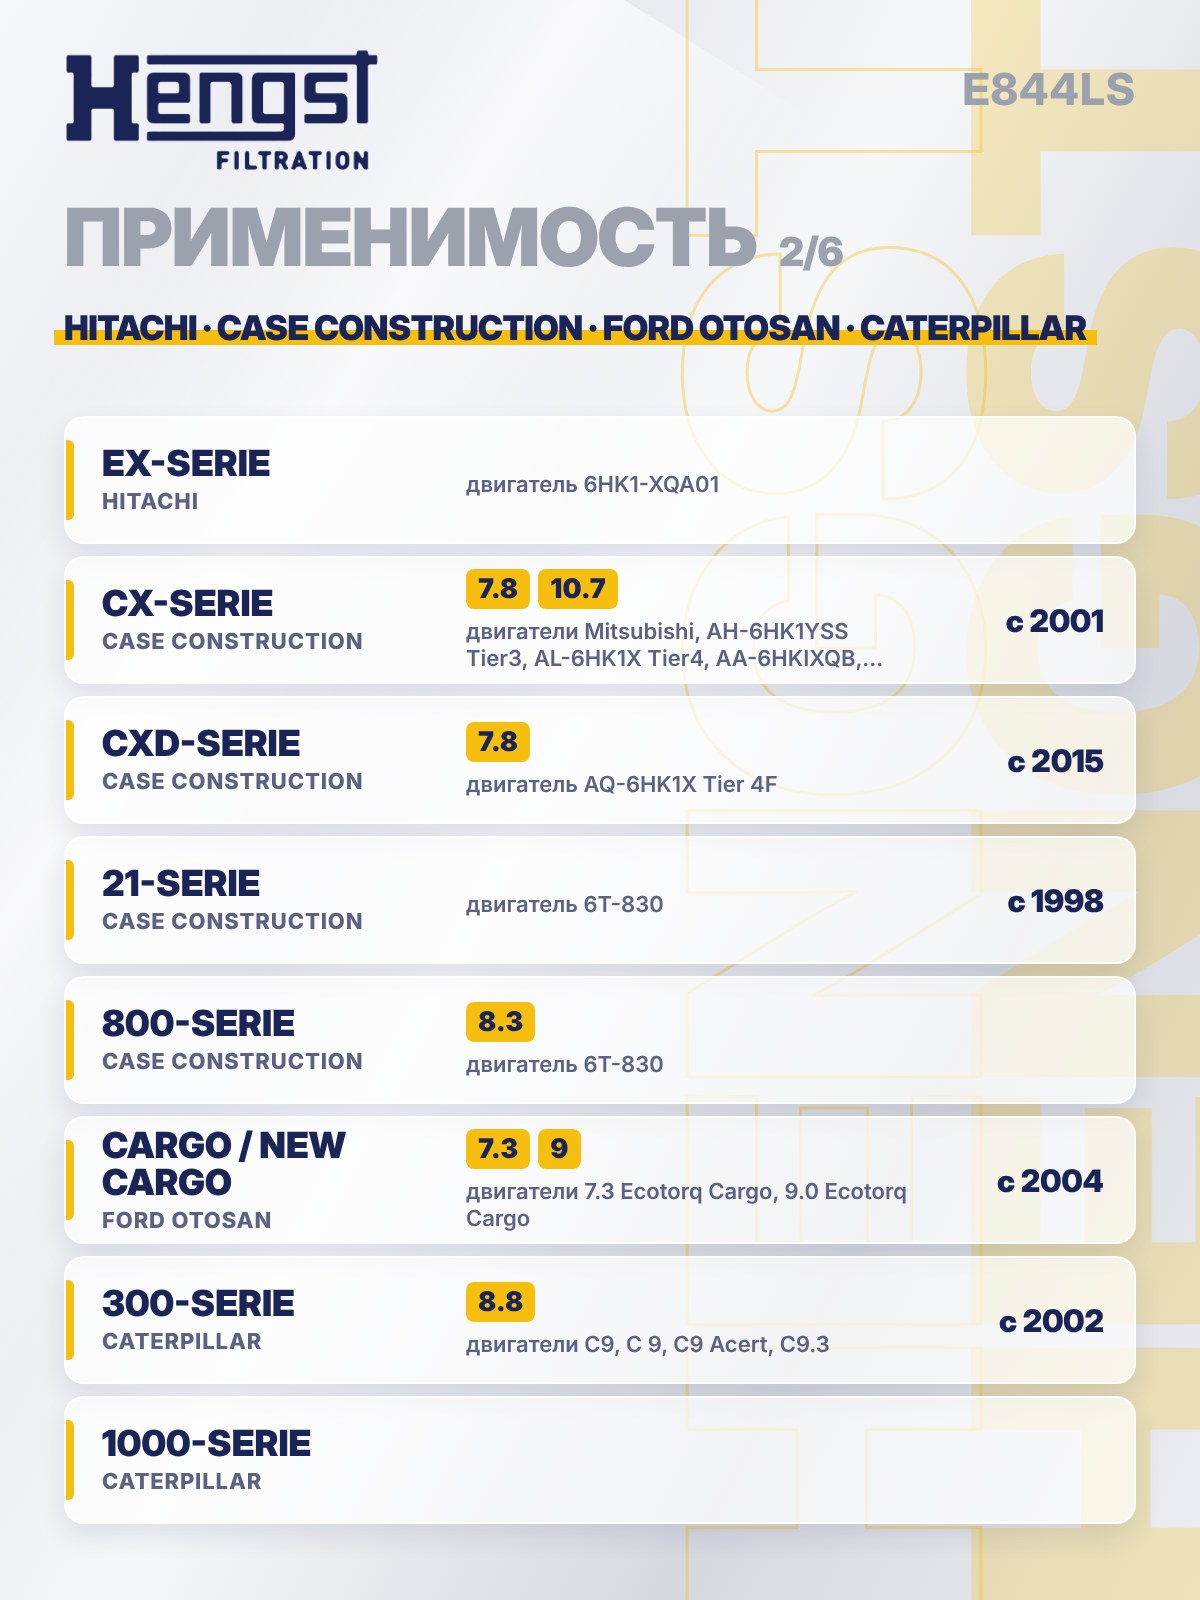 Hengst
FILTRATION
E844LS
ПРИМЕНИМОСТЬ 2/6
HITACHI · CASE CONSTRUCTION · FORD OTOSAN · CATERPILLAR
EX-SERIE
HITACHI
двигатель 6HK1-XQA01
CX-SERIE
CASE CONSTRUCTION
7.8 10.7
двигатели Mitsubishi, AH-6HK1YSS
Tier3, AL-6HK1X Tier4, AA-6HKIXQB,...
с 2001
CXD-SERIE
CASE CONSTRUCTION
7.8
двигатель AQ-6HK1X Tier 4F
с 2015
21-SERIE
CASE CONSTRUCTION
двигатель 6T-830
с 1998
800-SERIE
CASE CONSTRUCTION
8.3
двигатель 6T-830
CARGO / NEW
CARGO
FORD OTOSAN
7.3 9
двигатели 7.3 Ecotorq Cargo, 9.0 Ecotorq
Cargo
с 2004
300-SERIE
CATERPILLAR
8.8
двигатели C9, C 9, C9 Acert, C9.3
с 2002
1000-SERIE
CATERPILLAR
HENGST
HENGST